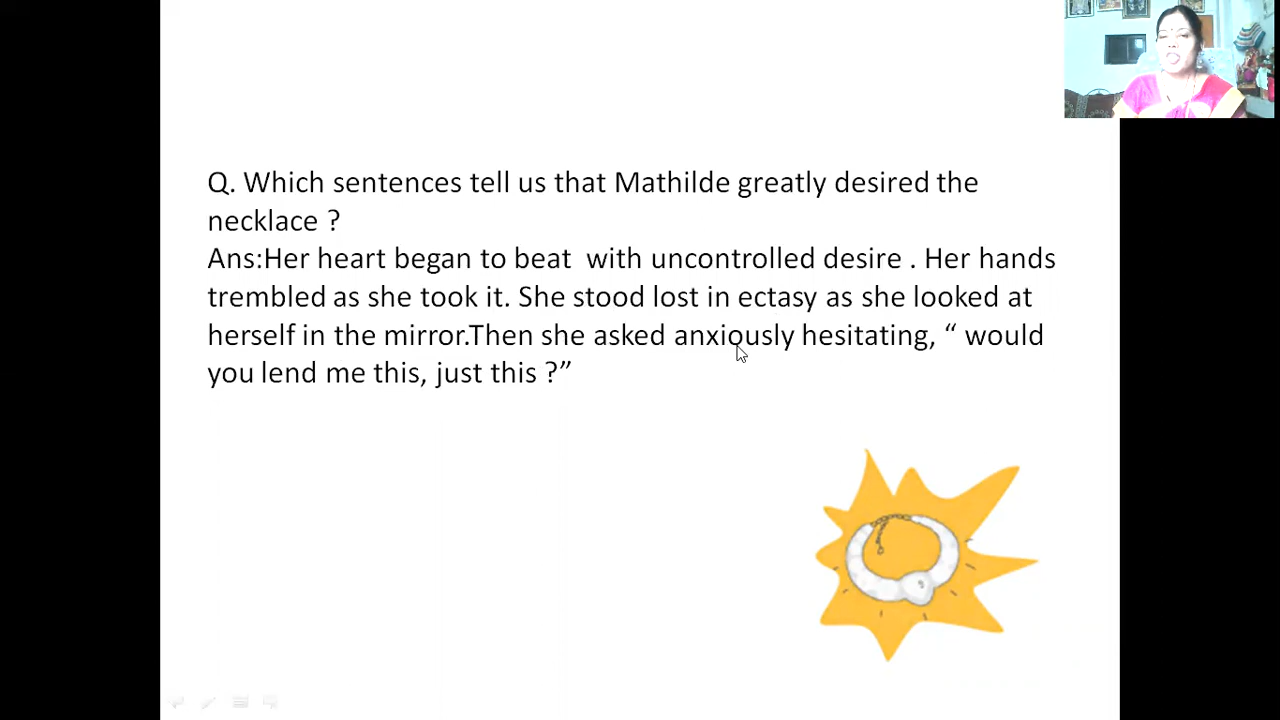 Q. Which sentences tell us that Mathilde greatly desired the
necklace ?
Ans:Her heart began to beat  with uncontrolled desire . Her hands
trembled as she took it. She stood lost in ectasy as she looked at
herself in the mirror.Then she asked anxiously hesitating, “ would
you lend me this, just this ?”